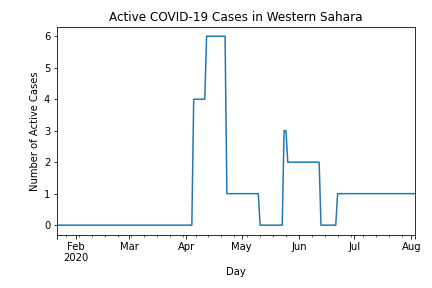 Active COVID-19 Cases in Western Sahara
Number of Active Cases
6
5
4
3
2
1
0
Feb Mar Apr May Jun Jul Aug
2020
Day